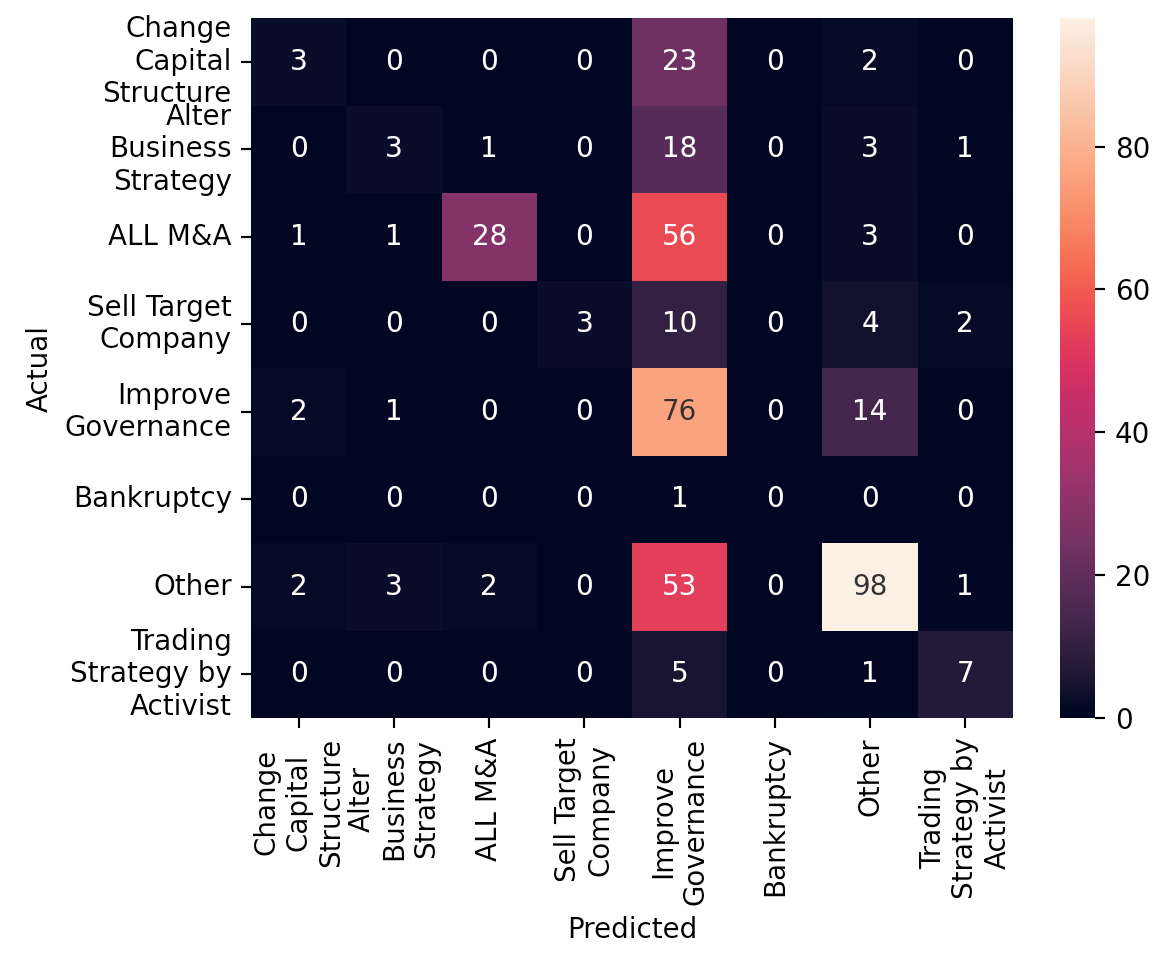 Change
Capital
Structure
3 0 0 0 23 0 2 0
Alter
Business
Strategy
0 3 1 0 18 0 3 1
ALL M&A
1 1 28 0 56 0 3 0
Sell Target
Company
0 0 0 3 10 0 4 2
Improve
Governance
2 1 0 0 76 0 14 0
Bankruptcy
0 0 0 0 1 0 0 0
Other
2 3 2 0 53 0 98 1
Trading
Strategy by
Activist
0 0 0 0 5 0 1 7
Actual
Change
Capital
Structure
Alter
Business
Strategy
ALL M&A
Sell Target
Company
Improve
Governance
Bankruptcy
Other
Trading
Strategy by
Activist
Predicted
80
60
40
20
0